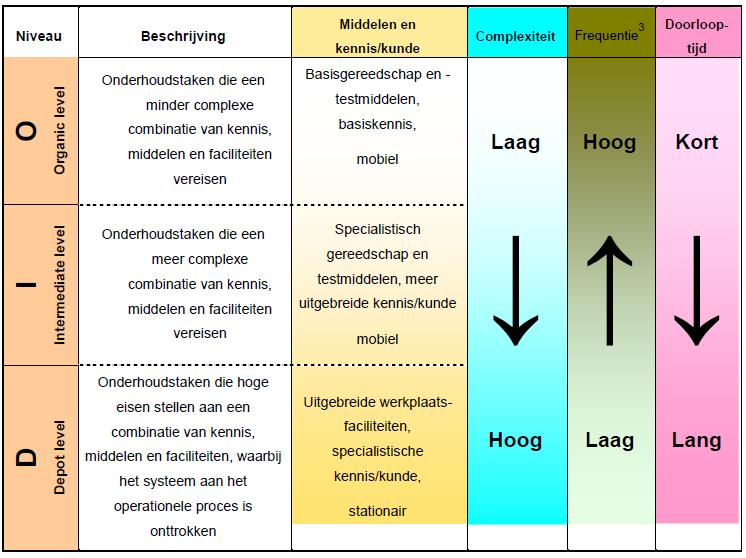 Niveau
Beschrijving
Middelen en
kennis/kunde
Complexiteit
Frequentie3
Doorloop-
tijd
O
Organic level
Onderhoudstaken die een
minder complexe
combinatie van kennis,
middelen en faciliteiten
vereisen
Basisgereedschap en -
testmiddelen,
basiskennis,
mobiel
Laag
Hoog
Kort
I
Intermediate level
Onderhoudstaken die een
meer complexe
combinatie van kennis,
middelen en faciliteiten
vereisen
Specialistisch
gereedschap en
testmiddelen, meer
uitgebreide kennis/kunde
mobiel
D
Depot level
Onderhoudstaken die hoge
eisen stellen aan een
combinatie van kennis,
middelen en faciliteiten, waarbij
het systeem aan het
operationele proces is
onttrokken
Uitgebreide werkplaats-
faciliteiten,
specialistische
kennis/kunde,
stationair
Hoog
Laag
Lang